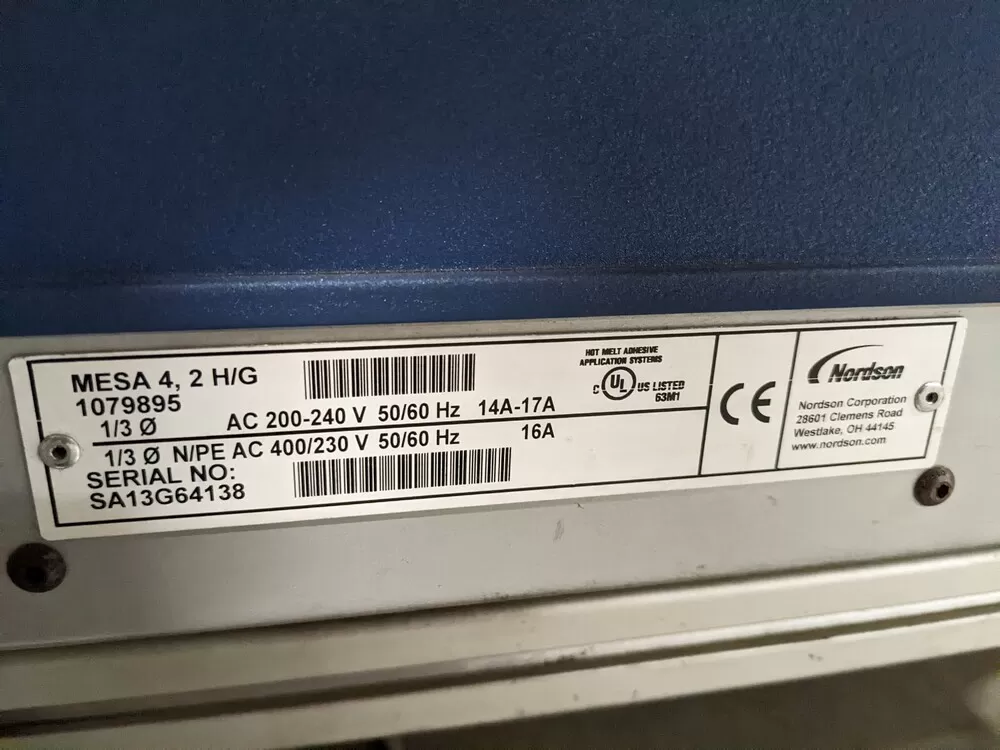 MESA 4, 2 H/G
1079895
1/3 Ø AC 200-240 V 50/60 Hz 14A-17A
1/3 Ø N/PE AC 400/230 V 50/60 Hz 16A
SERIAL NO:
SA13G64138
HOT MELT ADHESIVE
APPLICATION SYSTEMS
C UL US LISTED
63M1
CE
Nordson
Nordson Corporation
28601 Clemens Road
Westlake, OH 44145
www.nordson.com